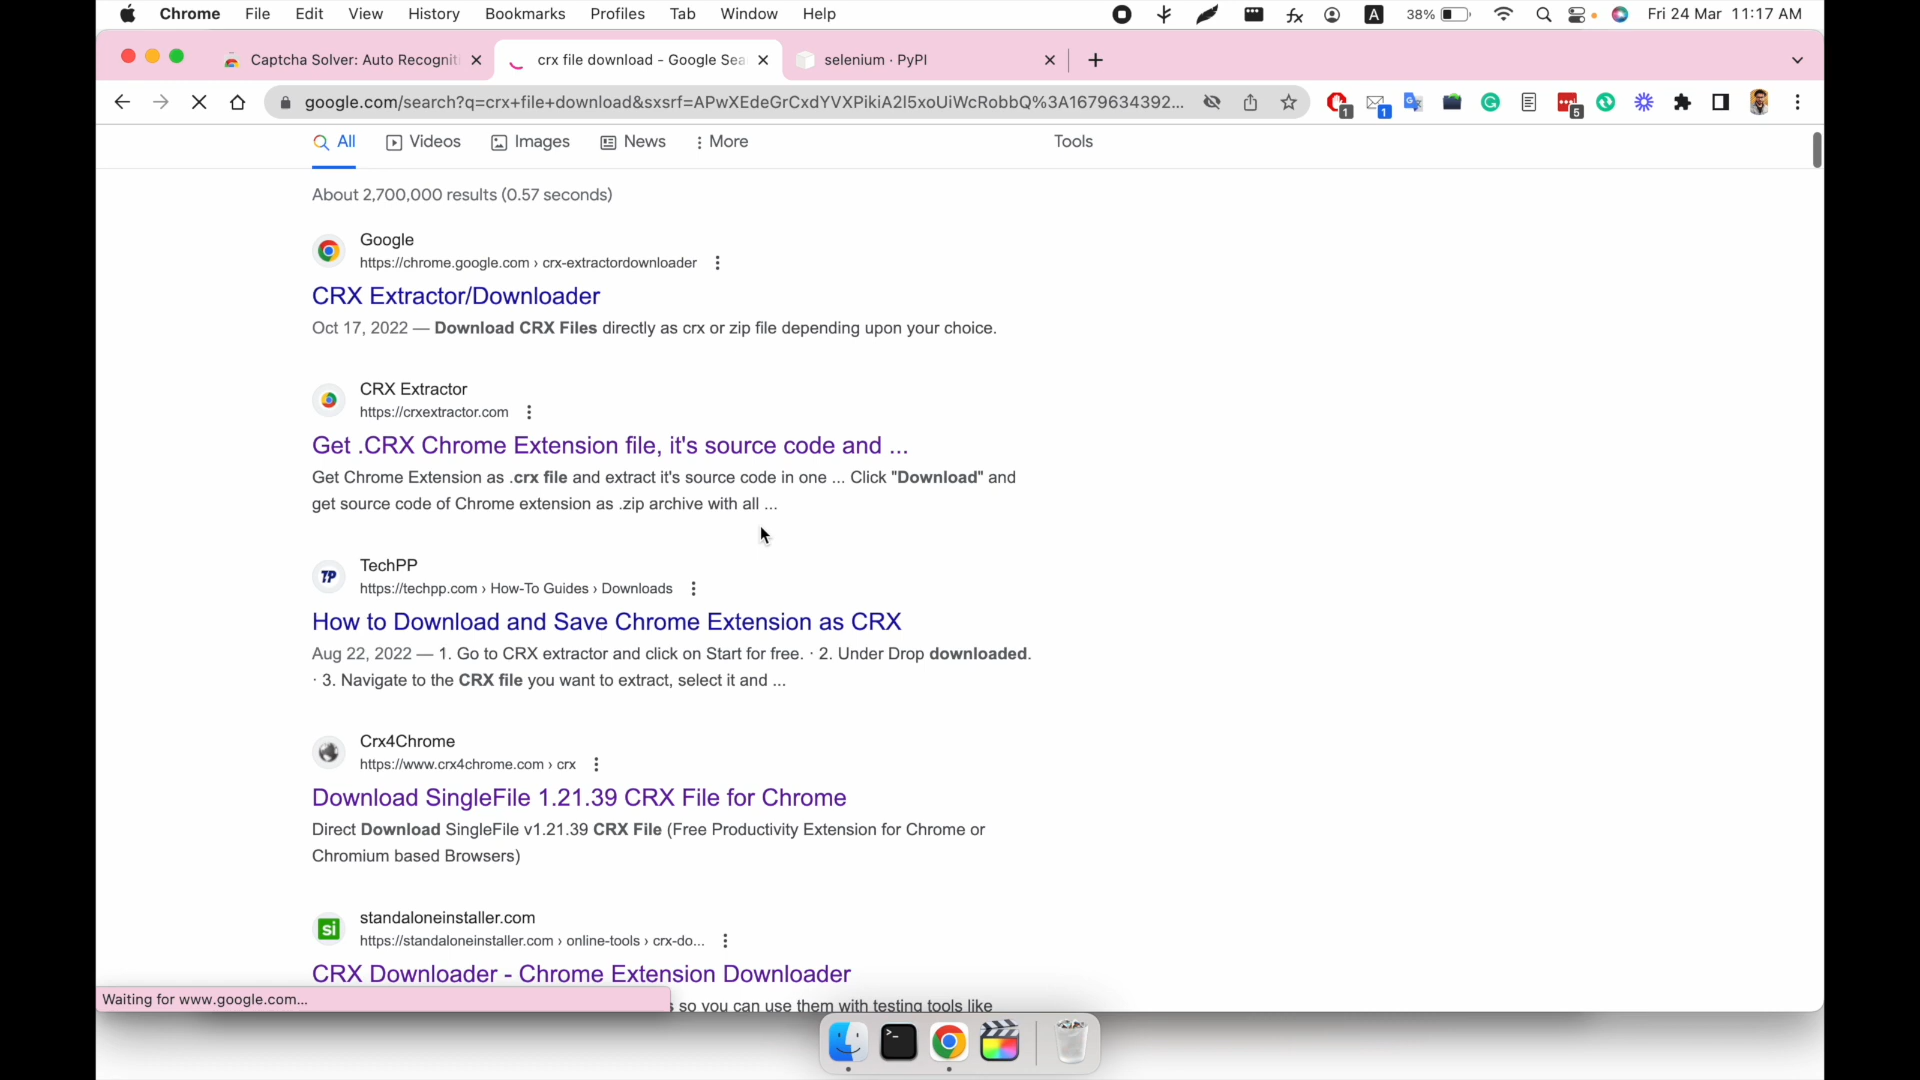 Chrome File Edit View History Bookmarks Profiles Tab Window Help fx A 38% Fri 24 Mar 11:17 AM
Captcha Solver: Auto Recogniti
crx file download - Google Sea
selenium · PyPI
google.com/search?q=crx+file+download&sxsrf=APwXEdeGrCxdYVXPikiA2I5xoUiWcRobbQ%3A1679634392...
1
1
5
All Videos Images News More Tools
About 2,700,000 results (0.57 seconds)
Google
https://chrome.google.com › crx-extractordownloader
CRX Extractor/Downloader
Oct 17, 2022 — Download CRX Files directly as crx or zip file depending upon your choice.
CRX Extractor
https://crxextractor.com
Get .CRX Chrome Extension file, it's source code and ...
Get Chrome Extension as .crx file and extract it's source code in one ... Click "Download" and
get source code of Chrome extension as .zip archive with all ...
TP
TechPP
https://techpp.com › How-To Guides › Downloads
How to Download and Save Chrome Extension as CRX
Aug 22, 2022 — 1. Go to CRX extractor and click on Start for free. · 2. Under Drop downloaded.
· 3. Navigate to the CRX file you want to extract, select it and ...
Crx4Chrome
https://www.crx4chrome.com › crx
Download SingleFile 1.21.39 CRX File for Chrome
Direct Download SingleFile v1.21.39 CRX File (Free Productivity Extension for Chrome or
Chromium based Browsers)
si
standaloneinstaller.com
https://standaloneinstaller.com › online-tools › crx-do...
CRX Downloader - Chrome Extension Downloader
so you can use them with testing tools like
Waiting for www.google.com...